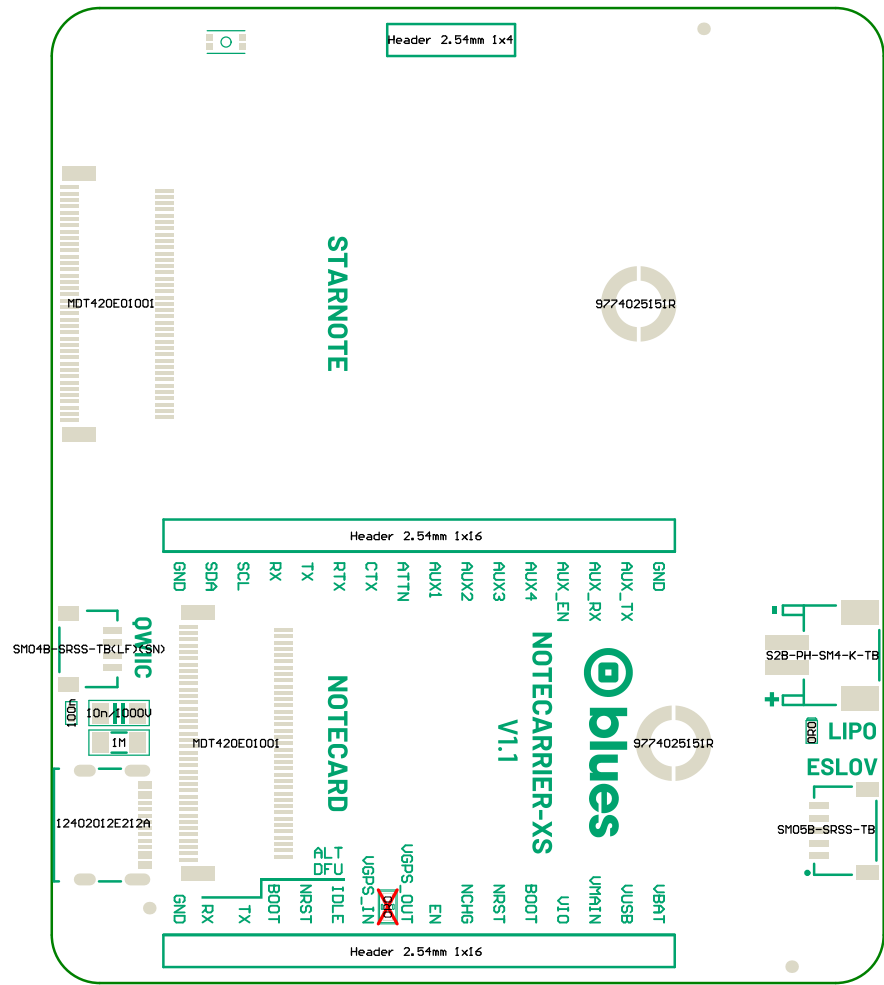 Header 2.54mm 1x4
STARNOTE
MDT420E01001
9774025151R
Header 2.54mm 1x16
GND
SDA
SCL
RX
TX
RTX
CTX
ATTN
AUX1
AUX2
AUX3
AUX4
AUX_EN
AUX_RX
AUX_TX
GND
QWIIC
SM04B-SRSS-TB(LF)(SN)
-
S2B-PH-SM4-K-TB
+
100n
10n/1000V
1M
NOTECARD
MDT420E01001
NOTECARRIER-XS
V1.1
blues
9774025151R
0R0
LIPO
ESLOV
12402012E212A
SM05B-SRSS-TB
ALT
DFU
GND
RX
TX
BOOT
NRST
IDLE
VGPS_IN
VGPS_OUT
EN
NCHG
NRST
BOOT
VIO
VMAIN
VUSB
VBAT
Header 2.54mm 1x16